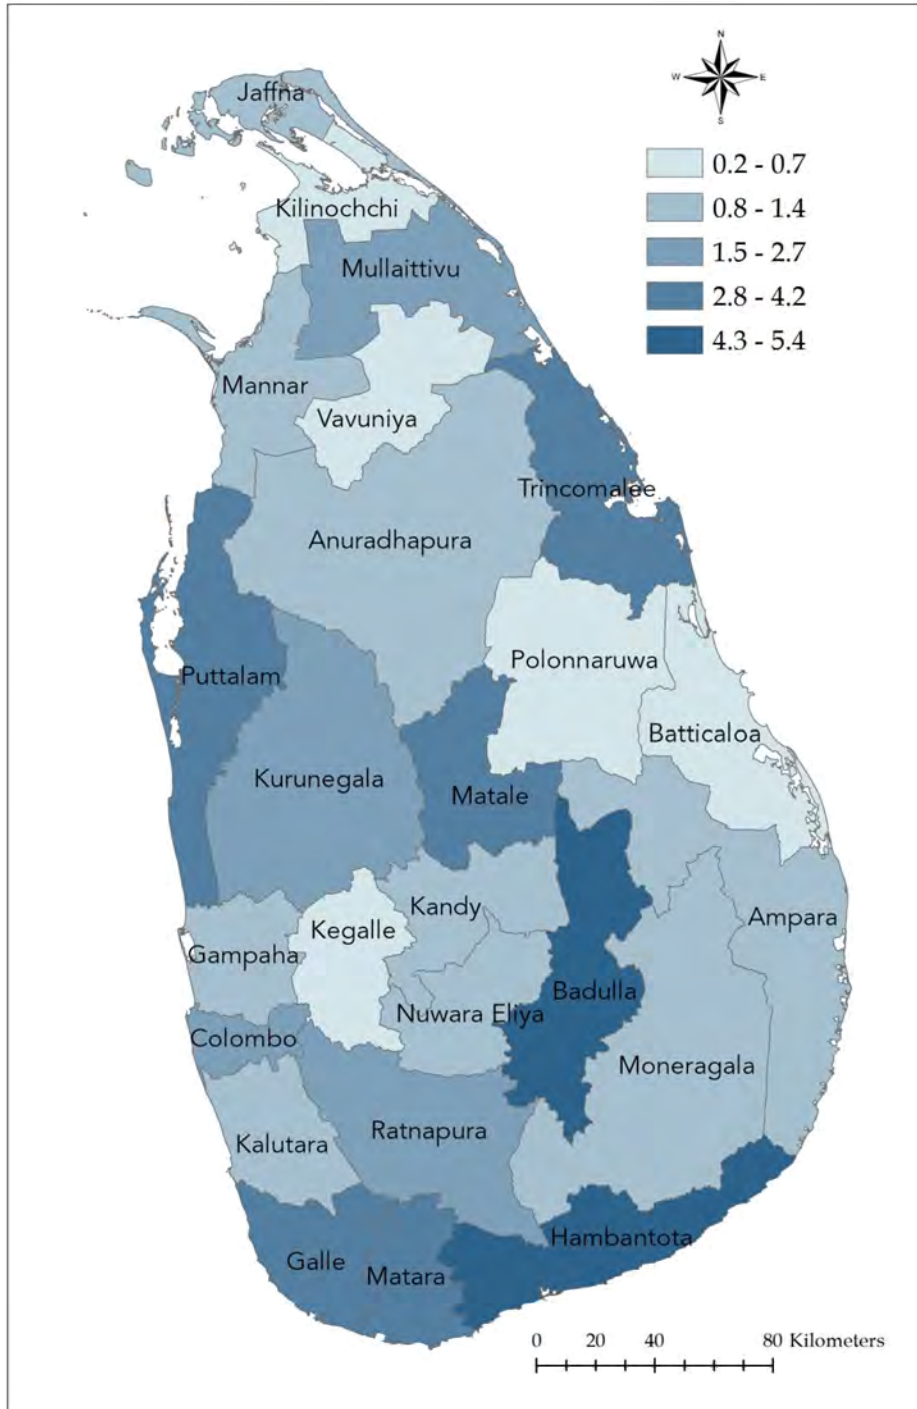 N
W E
S
0.2 - 0.7
0.8 - 1.4
1.5 - 2.7
2.8 - 4.2
4.3 - 5.4
Jaffna
Kilinochchi
Mullaittivu
Mannar
Vavuniya
Trincomalee
Anuradhapura
Polonnaruwa
Puttalam
Batticaloa
Kurunegala
Matale
Kandy
Ampara
Kegalle
Gampaha
Badulla
Nuwara Eliya
Colombo
Moneragala
Ratnapura
Kalutara
Hambantota
Galle
Matara
0 20 40 80 Kilometers